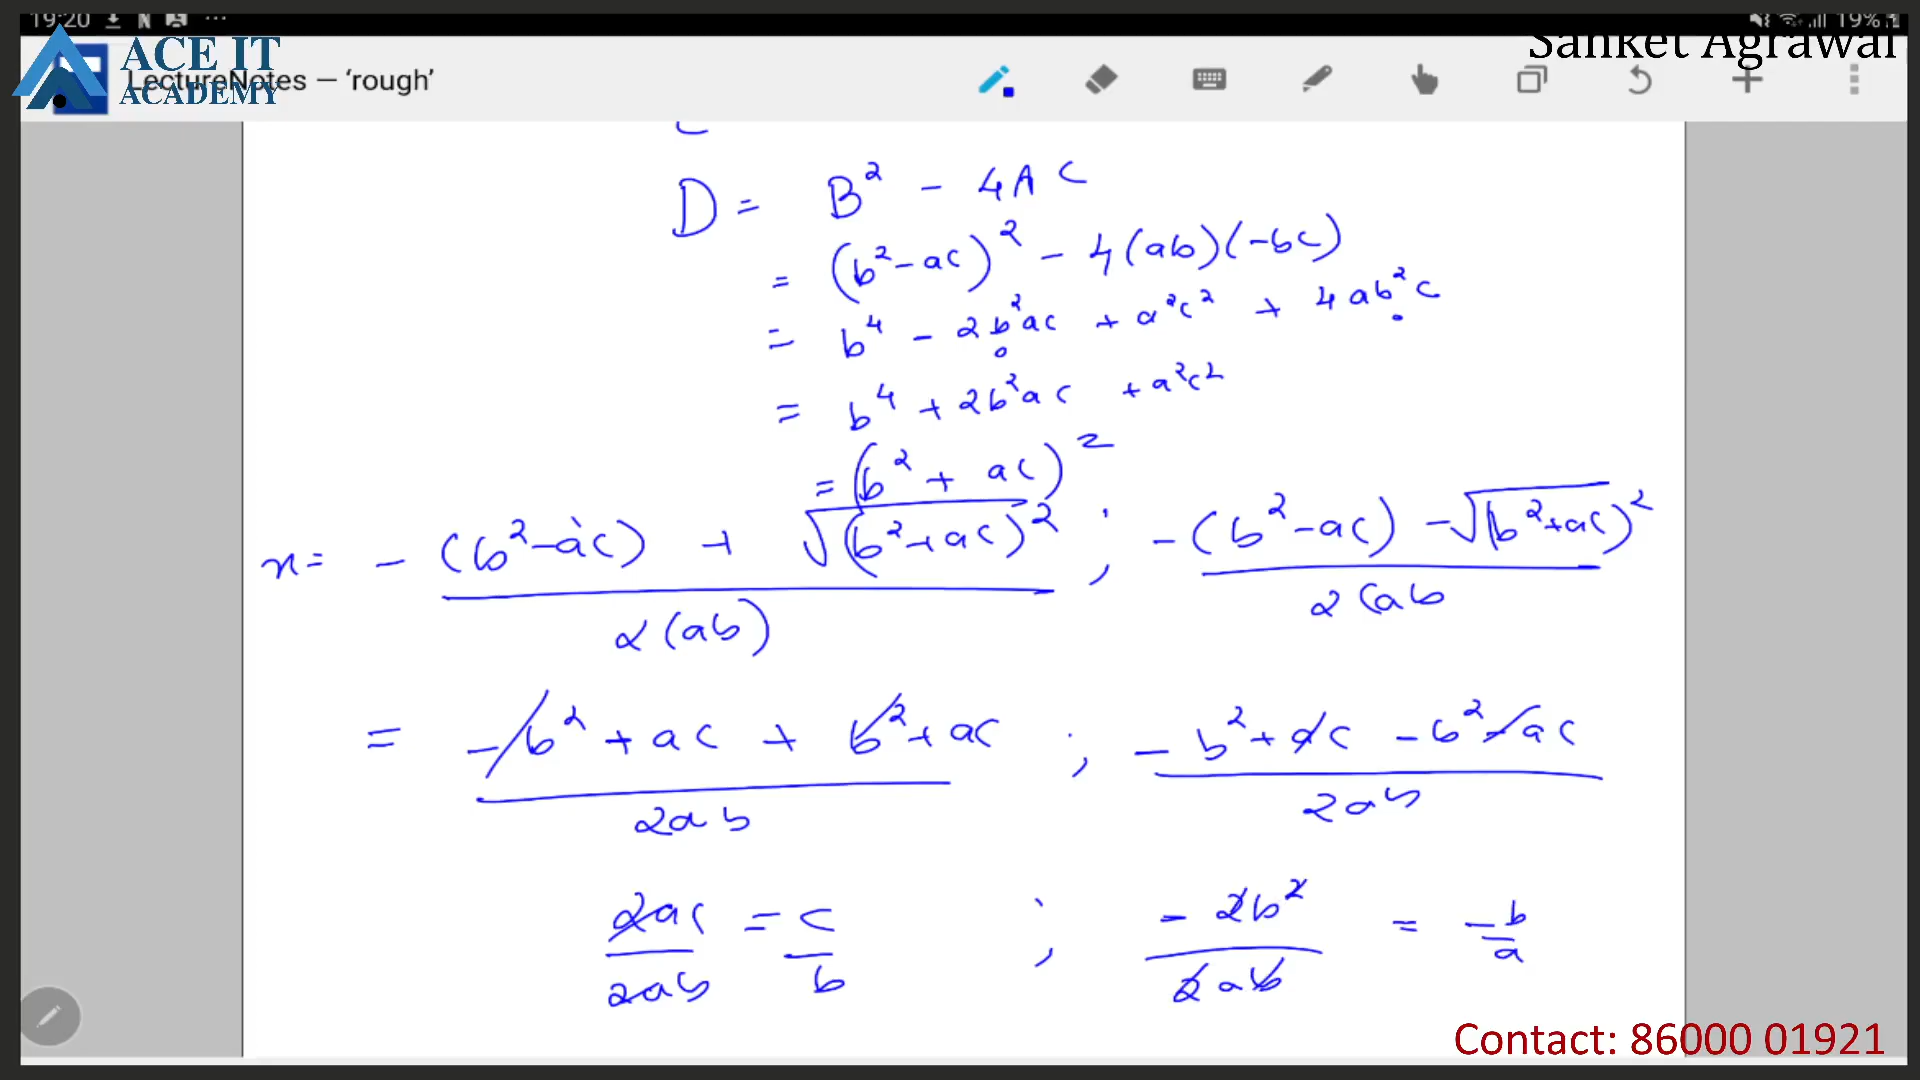 19:20 N ... 19%
ACE IT
ACADEMY
LectureNotes — ‘rough’
Sanket Agrawal
D = B² - 4AC
= (b²-ac)² - 4(ab)(-bc)
= b⁴ - 2b²ac + a²c² + 4ab²c
= b⁴ + 2b²ac + a²c²
= (b² + ac)²
x = -(b²-ac) + √(b²+ac)² ; -(b²-ac) - √(b²+ac)²
2(ab) 2(ab
= -b² + ac + b² + ac ; -b² + ac - b² - ac
2ab 2ab
2ac = c ; -2b² = -b
2ab b 2ab a
Contact: 86000 01921